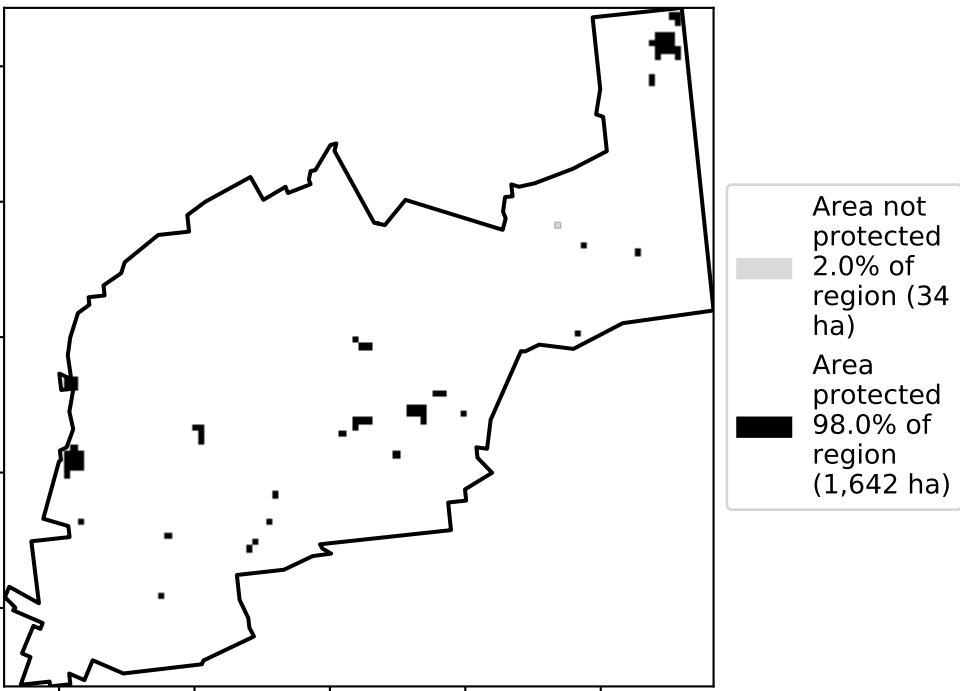 Area not
protected
2.0% of
region (34
ha)
Area
protected
98.0% of
region
(1,642 ha)